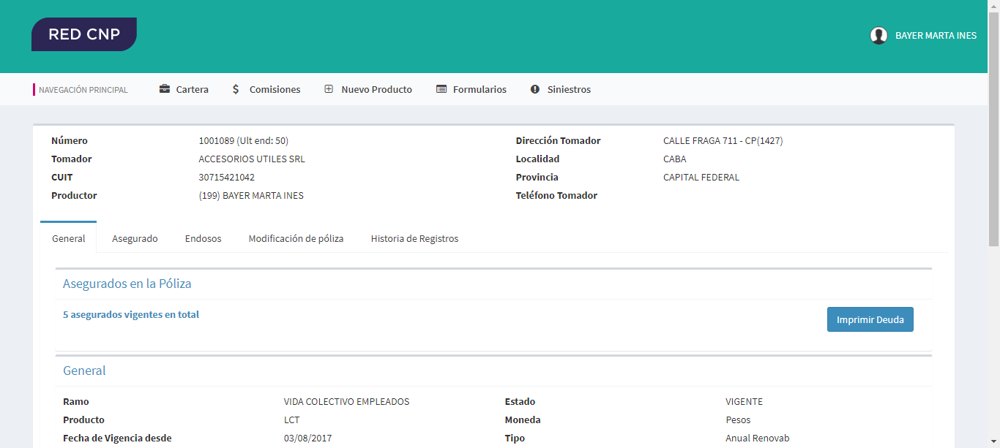 RED CNP
BAYER MARTA INES
NAVEGACIÓN PRINCIPAL Cartera Comisiones Nuevo Producto Formularios Siniestros
Número 1001089 (Ult end: 50) Dirección Tomador CALLE FRAGA 711 - CP(1427)
Tomador ACCESORIOS UTILES SRL Localidad CABA
CUIT 30715421042 Provincia CAPITAL FEDERAL
Productor (199) BAYER MARTA INES Teléfono Tomador
General Asegurado Endosos Modificación de póliza Historia de Registros
Asegurados en la Póliza
5 asegurados vigentes en total Imprimir Deuda
General
Ramo VIDA COLECTIVO EMPLEADOS Estado VIGENTE
Producto LCT Moneda Pesos
Fecha de Vigencia desde 03/08/2017 Tipo Anual Renovab